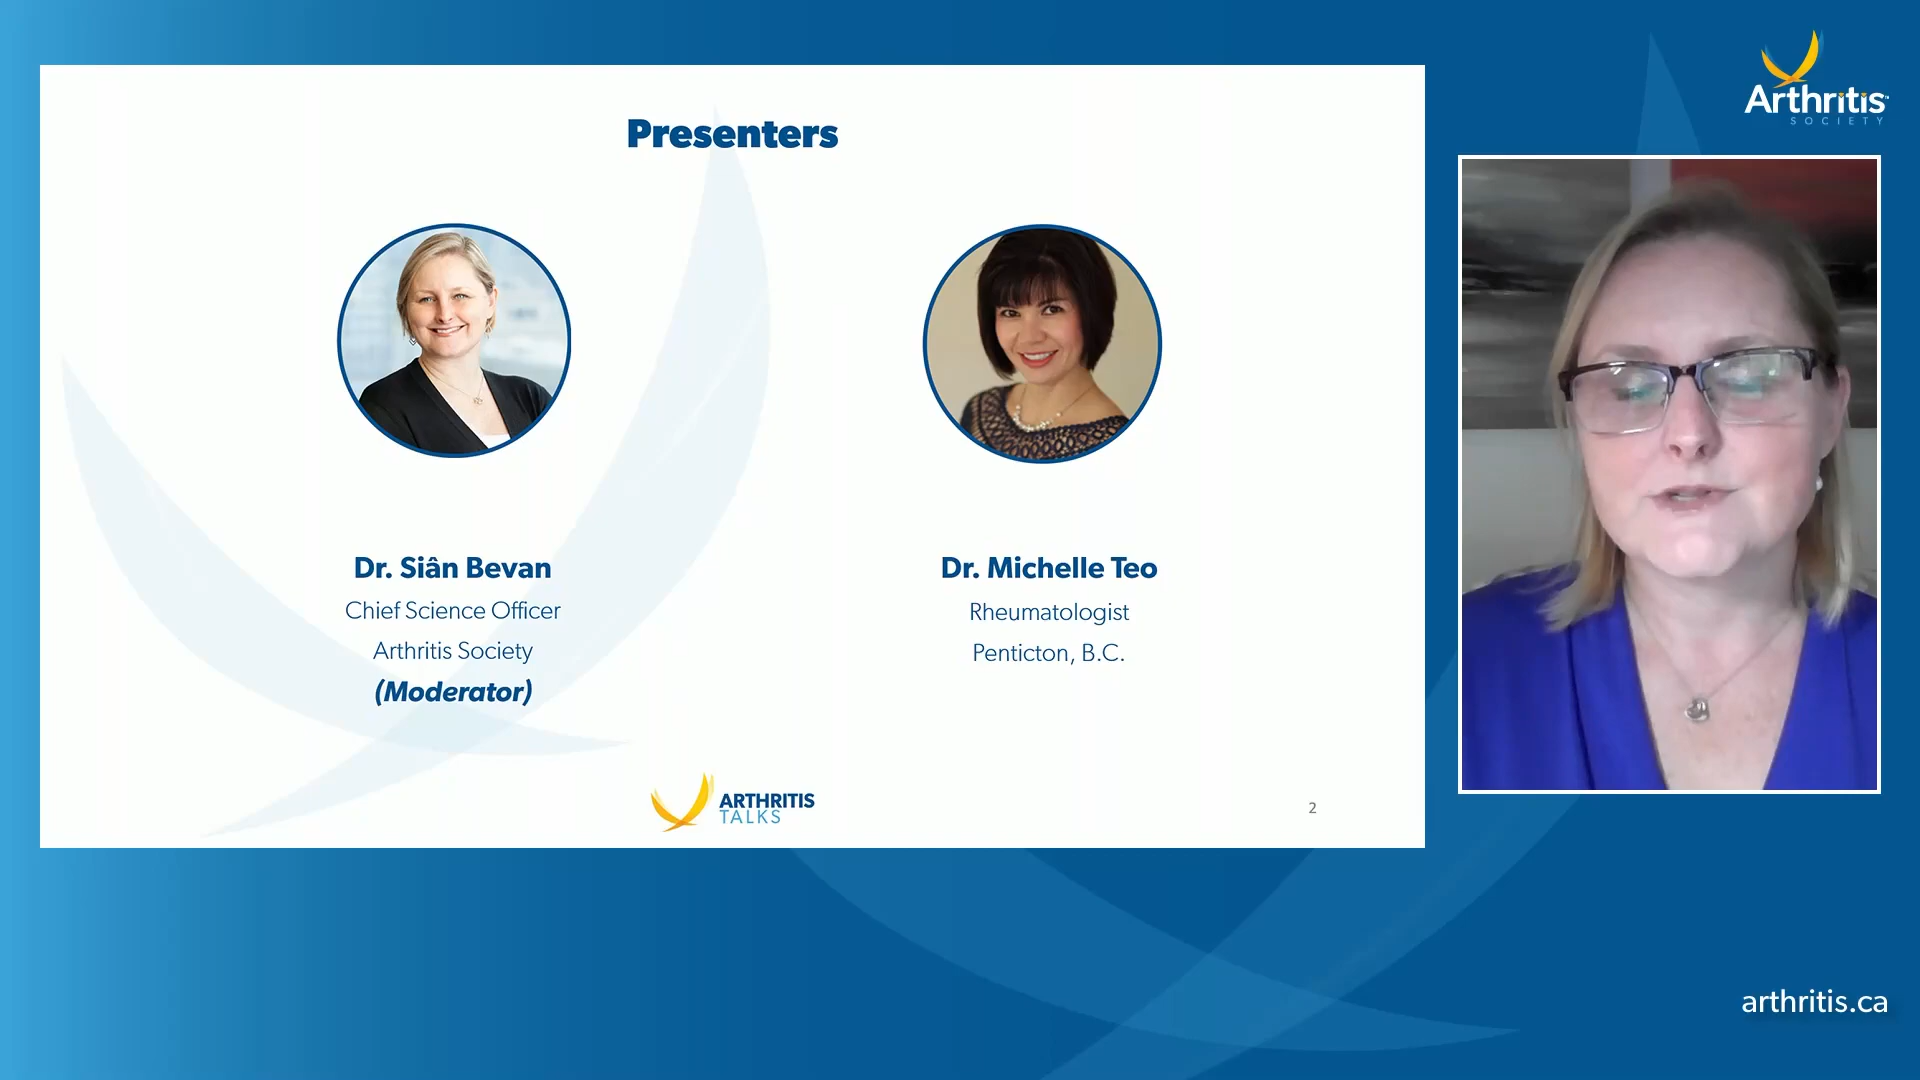 Presenters
Dr. Siân Bevan
Chief Science Officer
Arthritis Society
(Moderator)
Dr. Michelle Teo
Rheumatologist
Penticton, B.C.
ARTHRITIS
TALKS
2
Arthritis
SOCIETY
arthritis.ca